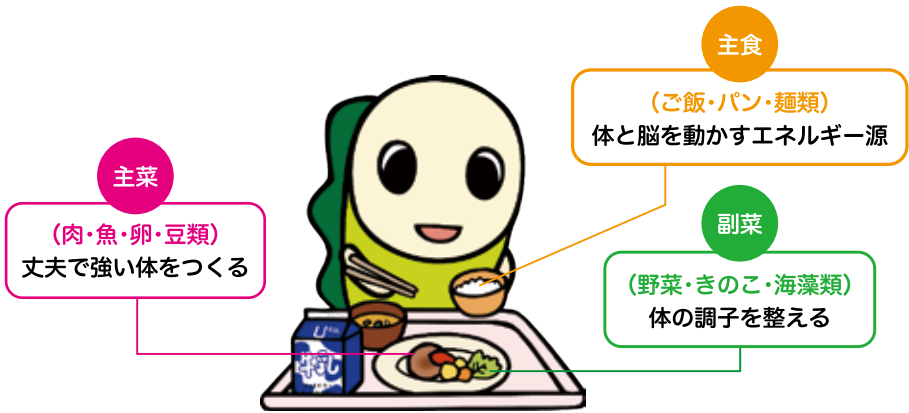 主食
（ご飯・パン・麺類）
体と脳を動かすエネルギー源
主菜
（肉・魚・卵・豆類）
丈夫で強い体をつくる
副菜
（野菜・きのこ・海藻類）
体の調子を整える
牛乳